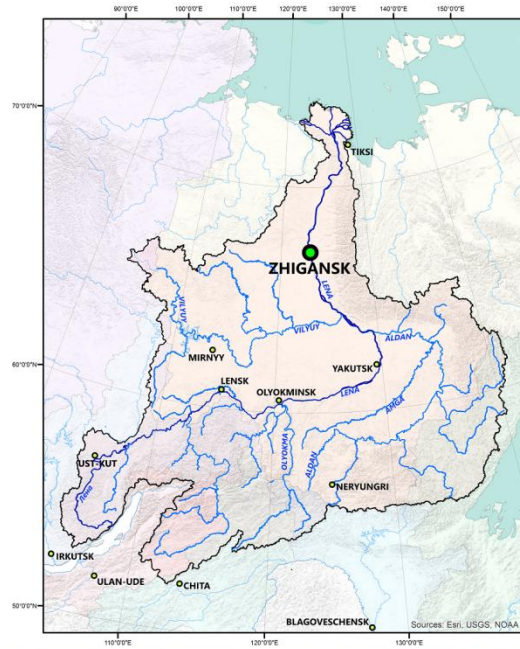 90°0'0"E
100°0'0"E
110°0'0"E
120°0'0"E
130°0'0"E
140°0'0"E
150°0'0"E
70°0'0"N
TIKSI
ZHIGANSK
LENA
VILYUY
VILYUY
ALDAN
MIRNYY
YAKUTSK
60°0'0"N
LENSK
OLYOKMINSK
LENA
AMGA
OLYOKMA
ALDAN
UST-KUT
NERYUNGRI
Лена
IRKUTSK
ULAN-UDE
CHITA
50°0'0"N
BLAGOVESCHENSK
Sources: Esri, USGS, NOAA
110°0'0"E
120°0'0"E
130°0'0"E